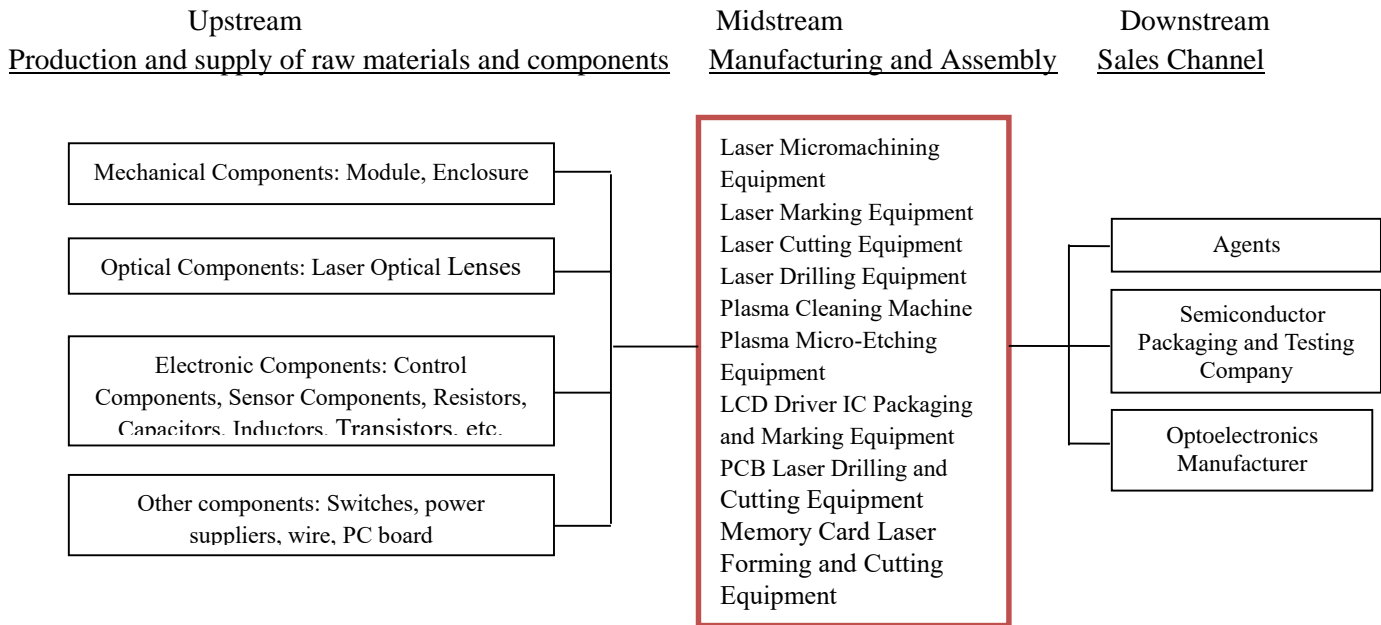 Upstream
Midstream
Downstream
Production and supply of raw materials and components
Manufacturing and Assembly
Sales Channel
Mechanical Components: Module, Enclosure
Optical Components: Laser Optical Lenses
Electronic Components: Control
Components, Sensor Components, Resistors,
Capacitors, Inductors, Transistors, etc.
Other components: Switches, power
suppliers, wire, PC board
Laser Micromachining
Equipment
Laser Marking Equipment
Laser Cutting Equipment
Laser Drilling Equipment
Plasma Cleaning Machine
Plasma Micro-Etching
Equipment
LCD Driver IC Packaging
and Marking Equipment
PCB Laser Drilling and
Cutting Equipment
Memory Card Laser
Forming and Cutting
Equipment
Agents
Semiconductor
Packaging and Testing
Company
Optoelectronics
Manufacturer